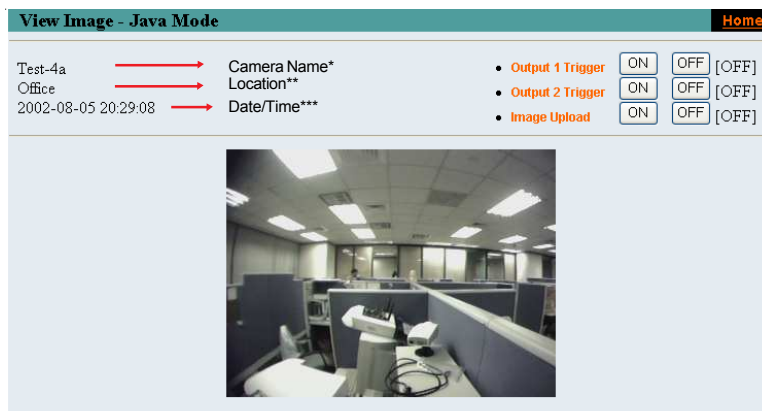 View Image - Java Mode Home
Test-4a Camera Name*
Office Location**
2002-08-05 20:29:08 Date/Time***
• Output 1 Trigger ON OFF [OFF]
• Output 2 Trigger ON OFF [OFF]
• Image Upload ON OFF [OFF]